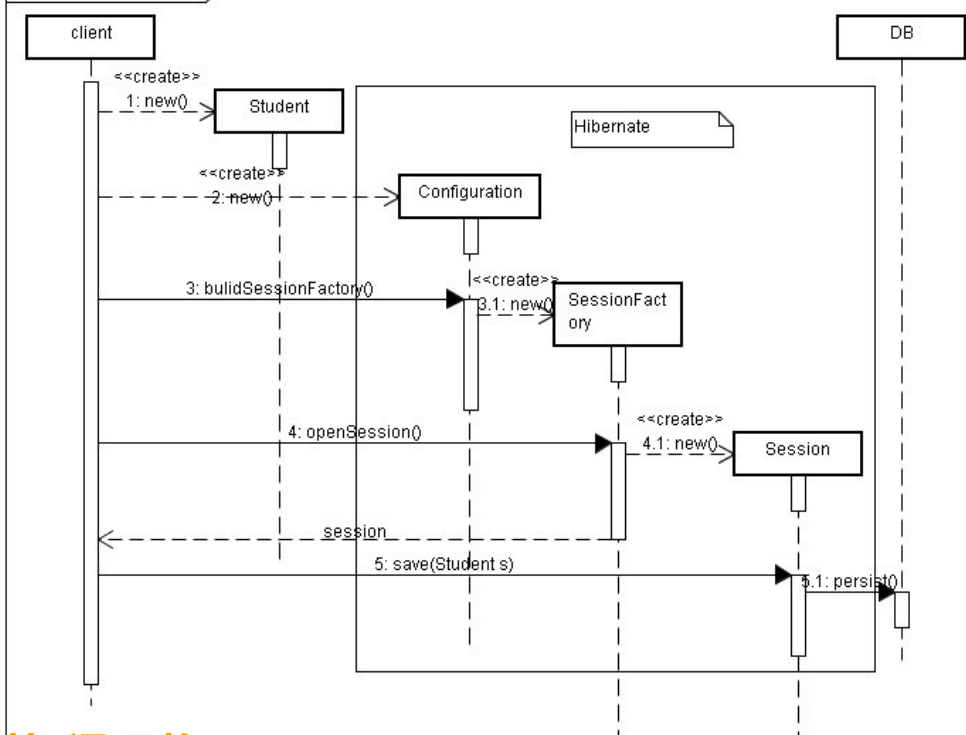 client
DB
<<create>>
1: new()
Student
Hibernate
<<create>>
2: new()
Configuration
<<create>>
3: bulidSessionFactory()
3.1: new()
SessionFact
ory
<<create>>
4: openSession()
4.1: new()
Session
session
5: save(Student s)
5.1: persist()